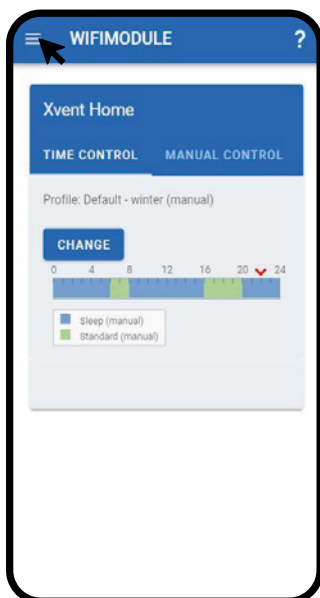 WIFIMODULE ?
Xvent Home
TIME CONTROL MANUAL CONTROL
Profile: Default - winter (manual)
CHANGE
0 4 8 12 16 20 24
Sleep (manual)
Standard (manual)